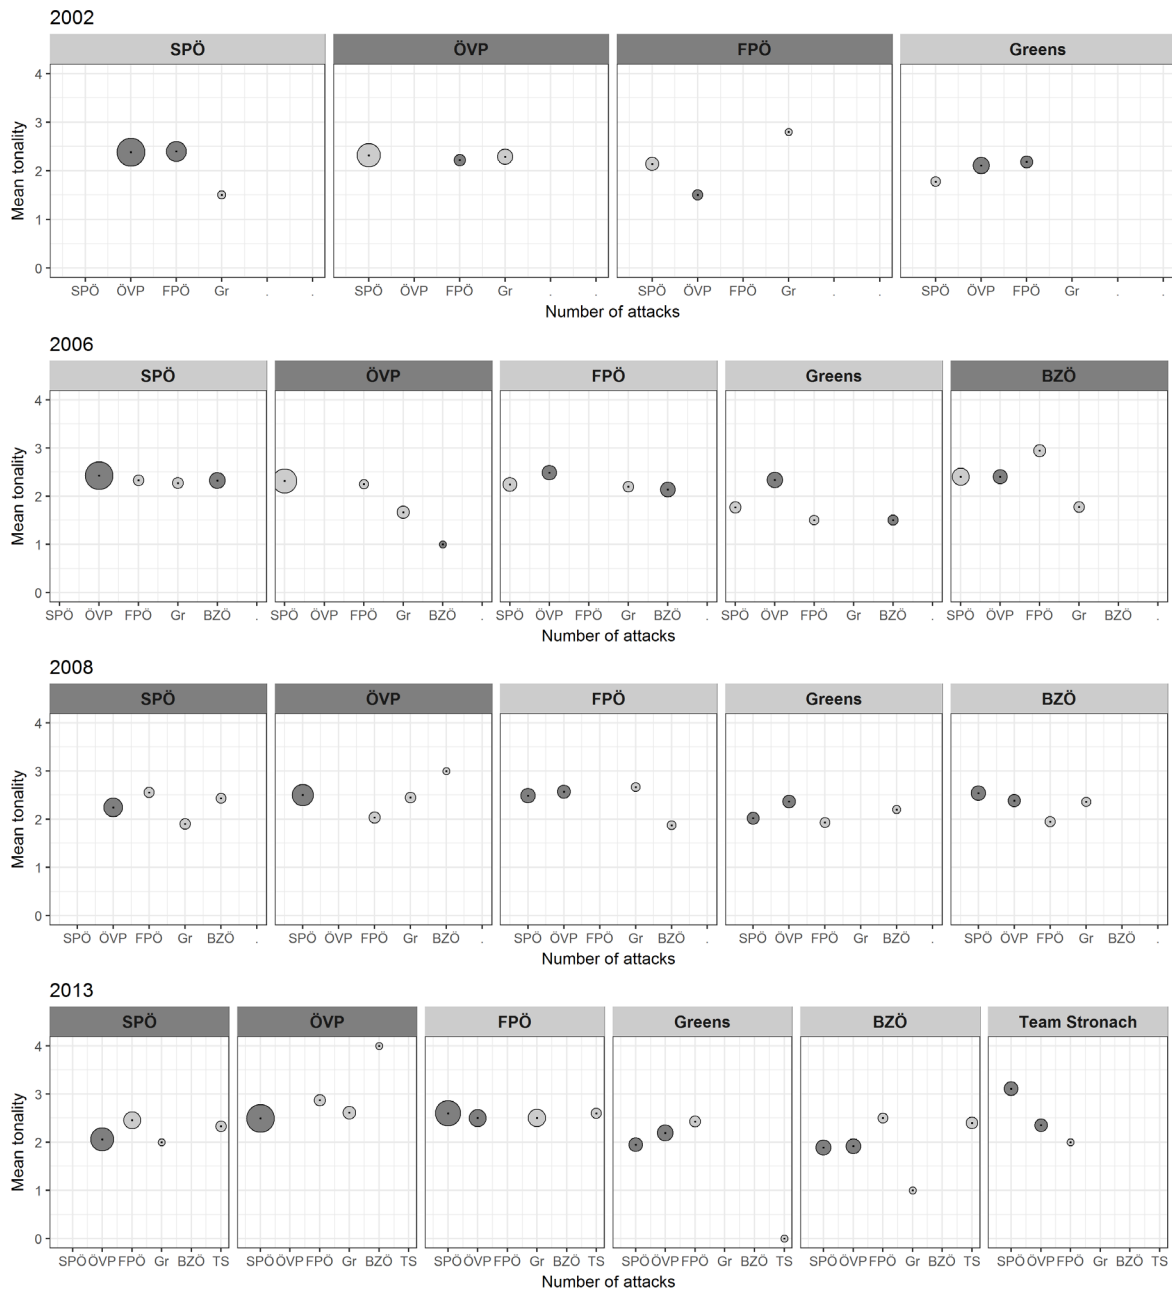 2002
SPÖ ÖVP FPÖ Greens
4
3
2
1
0
Mean tonality
SPÖ ÖVP FPÖ Gr . . SPÖ ÖVP FPÖ Gr . . SPÖ ÖVP FPÖ Gr . . SPÖ ÖVP FPÖ Gr . .
Number of attacks
2006
SPÖ ÖVP FPÖ Greens BZÖ
4
3
2
1
0
Mean tonality
SPÖ ÖVP FPÖ Gr BZÖ . SPÖ ÖVP FPÖ Gr BZÖ . SPÖ ÖVP FPÖ Gr BZÖ . SPÖ ÖVP FPÖ Gr BZÖ . SPÖ ÖVP FPÖ Gr BZÖ .
Number of attacks
2008
SPÖ ÖVP FPÖ Greens BZÖ
4
3
2
1
0
Mean tonality
SPÖ ÖVP FPÖ Gr BZÖ . SPÖ ÖVP FPÖ Gr BZÖ . SPÖ ÖVP FPÖ Gr BZÖ . SPÖ ÖVP FPÖ Gr BZÖ . SPÖ ÖVP FPÖ Gr BZÖ .
Number of attacks
2013
SPÖ ÖVP FPÖ Greens BZÖ Team Stronach
4
3
2
1
0
Mean tonality
SPÖ ÖVP FPÖ Gr BZÖ TS SPÖ ÖVP FPÖ Gr BZÖ TS SPÖ ÖVP FPÖ Gr BZÖ TS SPÖ ÖVP FPÖ Gr BZÖ TS SPÖ ÖVP FPÖ Gr BZÖ TS SPÖ ÖVP FPÖ Gr BZÖ TS
Number of attacks